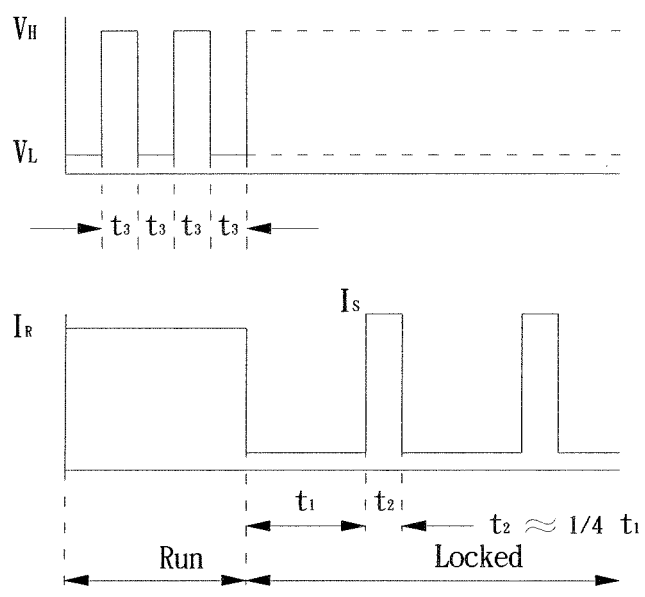 VH
VL
t3 t3 t3 t3
IS
IR
t1 t2
t2 ≈ 1/4 t1
Run Locked